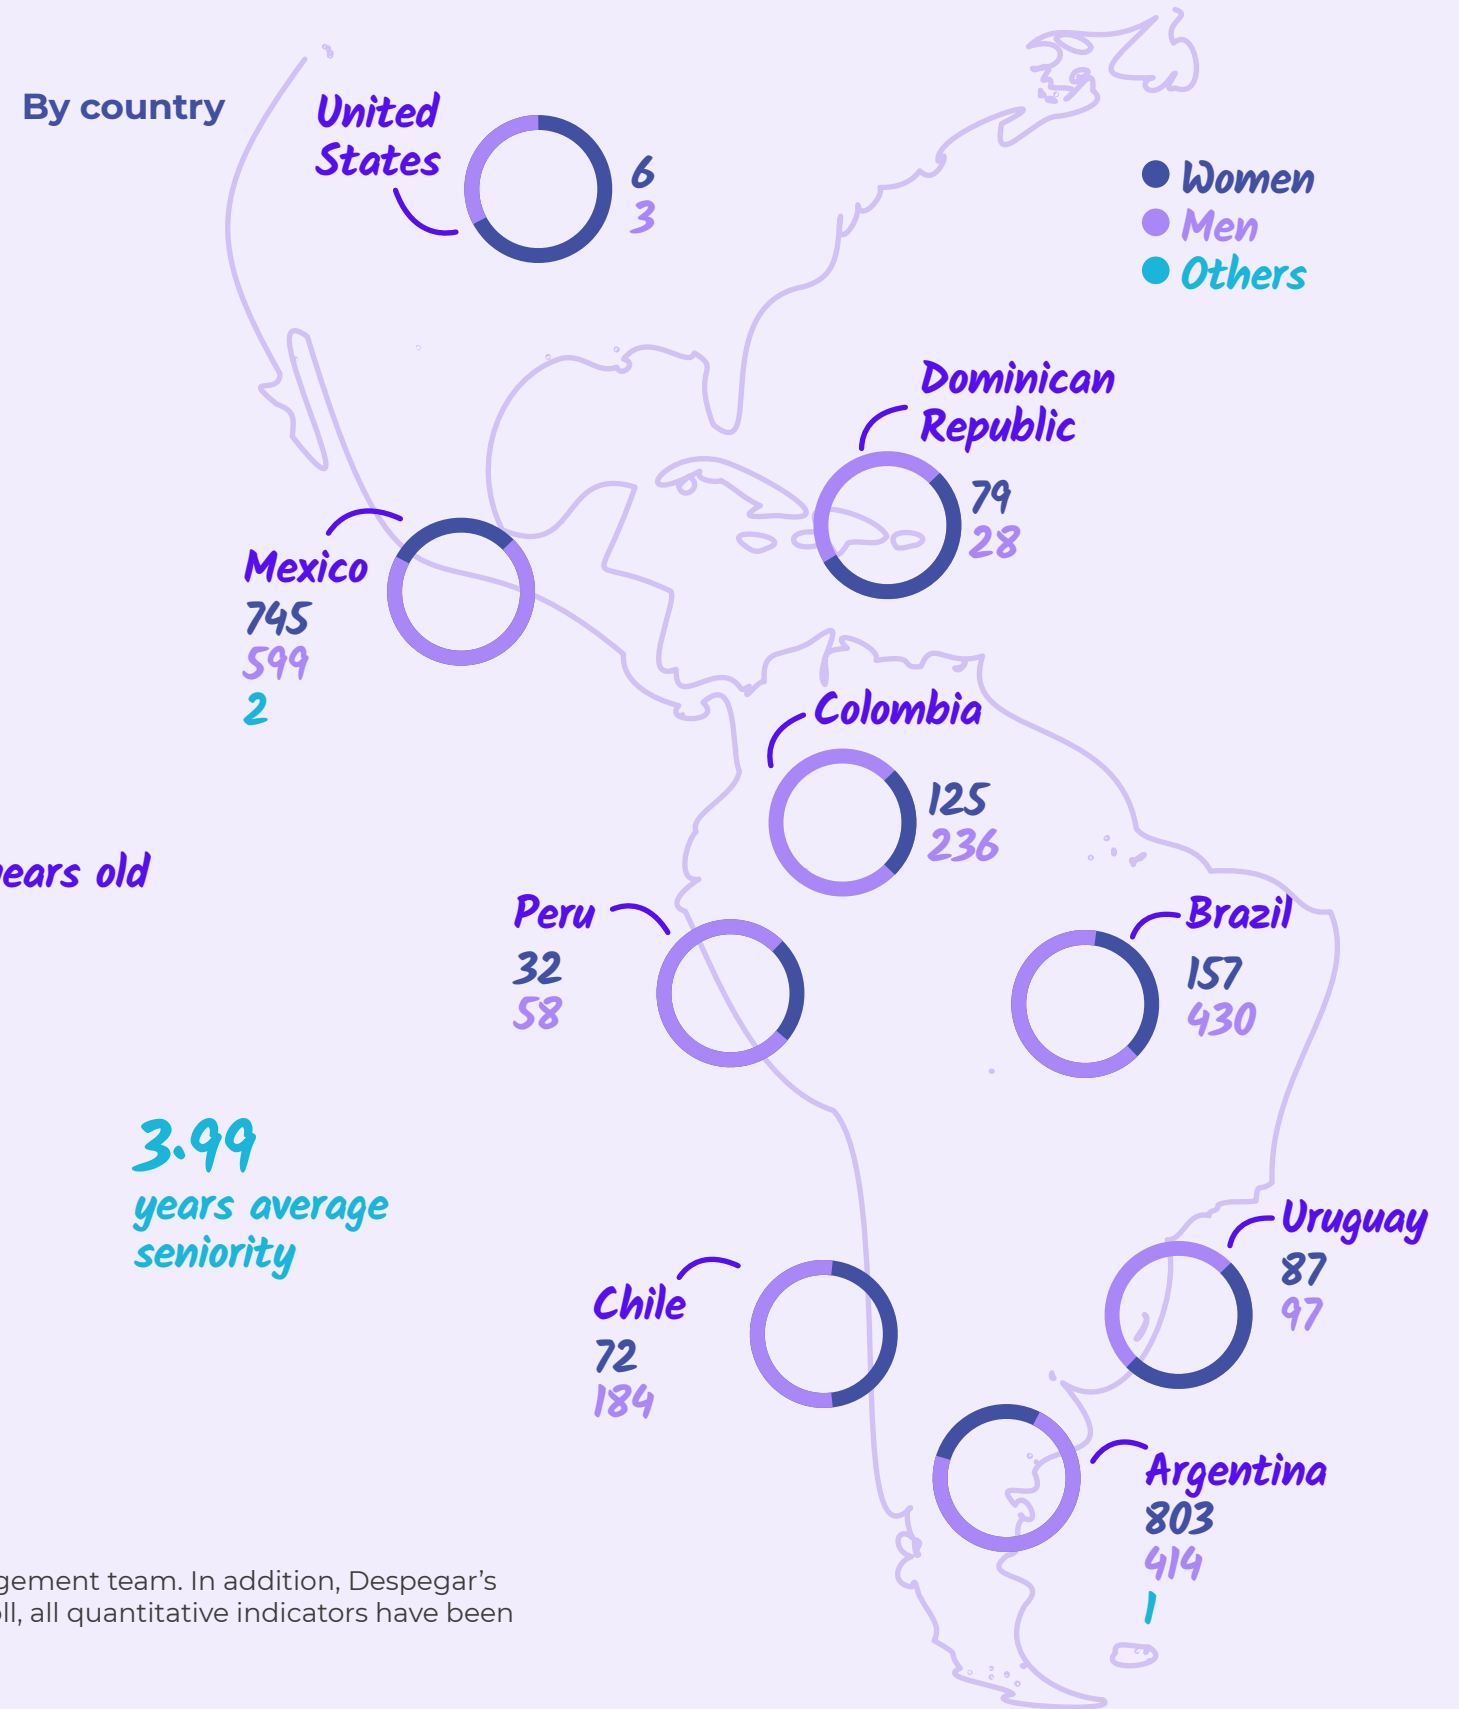 By country
United
States
6
3
Women
Men
Others
Dominican
Republic
79
28
Mexico
745
599
2
Colombia
125
236
years old
Peru
32
58
Brazil
157
430
3.99
years average
seniority
Uruguay
87
97
Chile
72
184
Argentina
803
414
1
gement team. In addition, Despegar’s
ll, all quantitative indicators have been